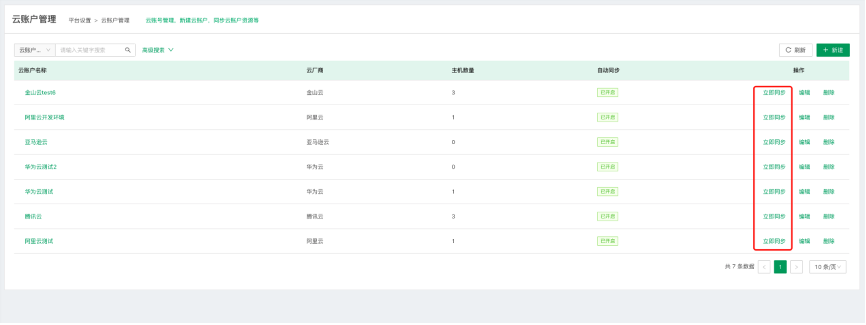 云账户管理 平台设置 > 云账户管理 云账号管理, 新建云账户, 同步云账户资源等
云账户... 请输入关键字搜索 高级搜索 刷新 + 新建
云账户名称 云厂商 主机数量 自动同步 操作
金山云test6 金山云 3 已开启 立即同步 编辑 删除
阿里云开发环境 阿里云 1 已开启 立即同步 编辑 删除
亚马逊云 亚马逊云 0 已开启 立即同步 编辑 删除
华为云测试2 华为云 0 已开启 立即同步 编辑 删除
华为云测试 华为云 1 已开启 立即同步 编辑 删除
腾讯云 腾讯云 3 已开启 立即同步 编辑 删除
阿里云测试 阿里云 1 已开启 立即同步 编辑 删除
共 7 条数据 < 1 > 10 条/页